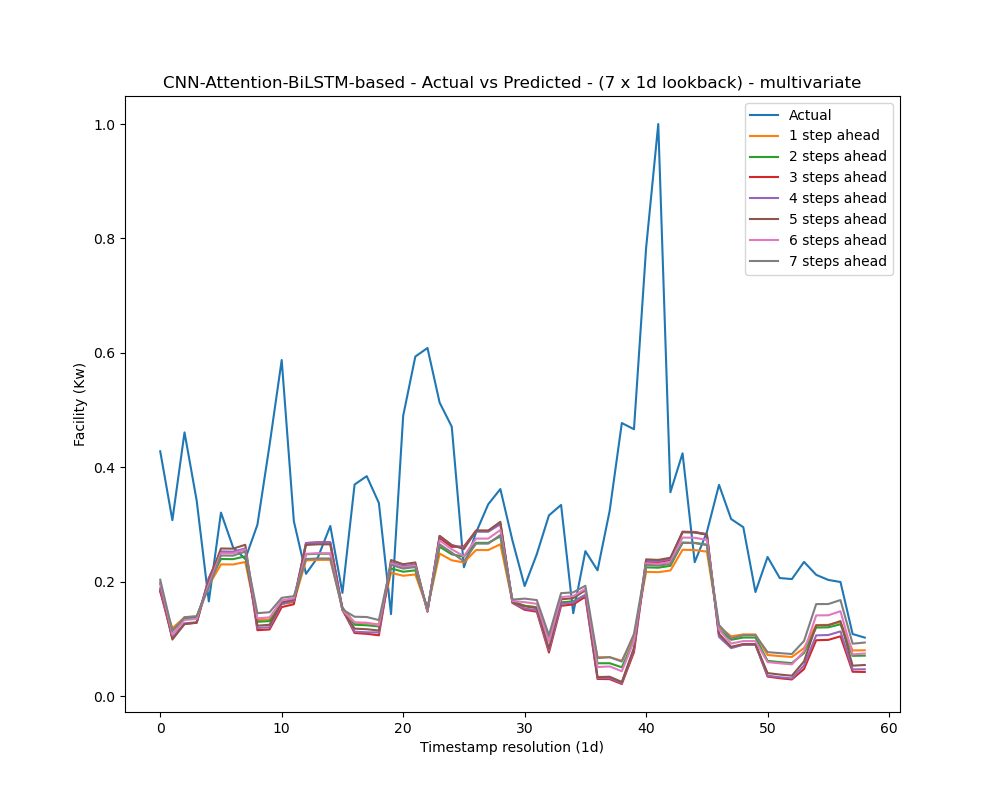 CNN-Attention-BiLSTM-based - Actual vs Predicted - (7 x 1d lookback) - multivariate
Actual
1 step ahead
2 steps ahead
3 steps ahead
4 steps ahead
5 steps ahead
6 steps ahead
7 steps ahead
Facility (Kw)
1.0
0.8
0.6
0.4
0.2
0.0
0 10 20 30 40 50 60
Timestamp resolution (1d)